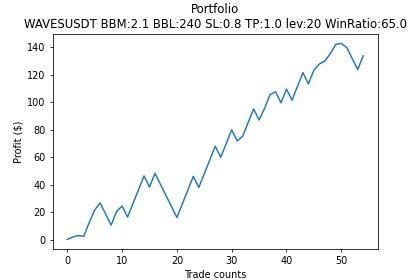 Portfolio
WAVESUSDT BBM:2.1 BBL:240 SL:0.8 TP:1.0 lev:20 WinRatio:65.0
140
120
100
80
60
40
20
0
Profit ($)
0 10 20 30 40 50
Trade counts